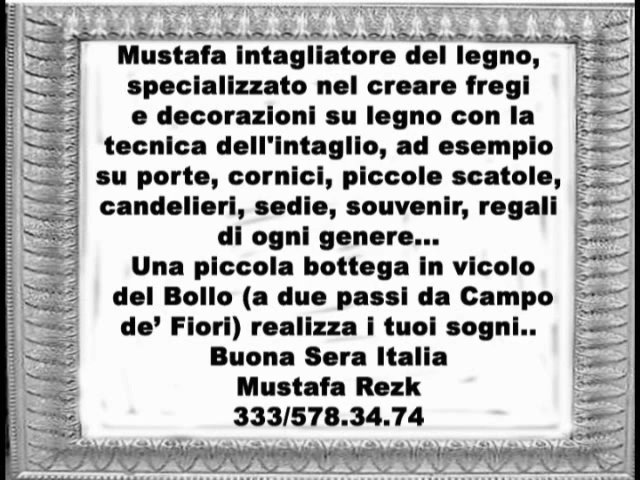 Mustafa intagliatore del legno,
specializzato nel creare fregi
e decorazioni su legno con la
tecnica dell'intaglio, ad esempio
su porte, cornici, piccole scatole,
candelieri, sedie, souvenir, regali
di ogni genere...
Una piccola bottega in vicolo
del Bollo (a due passi da Campo
de’ Fiori) realizza i tuoi sogni..
Buona Sera Italia
Mustafa Rezk
333/578.34.74